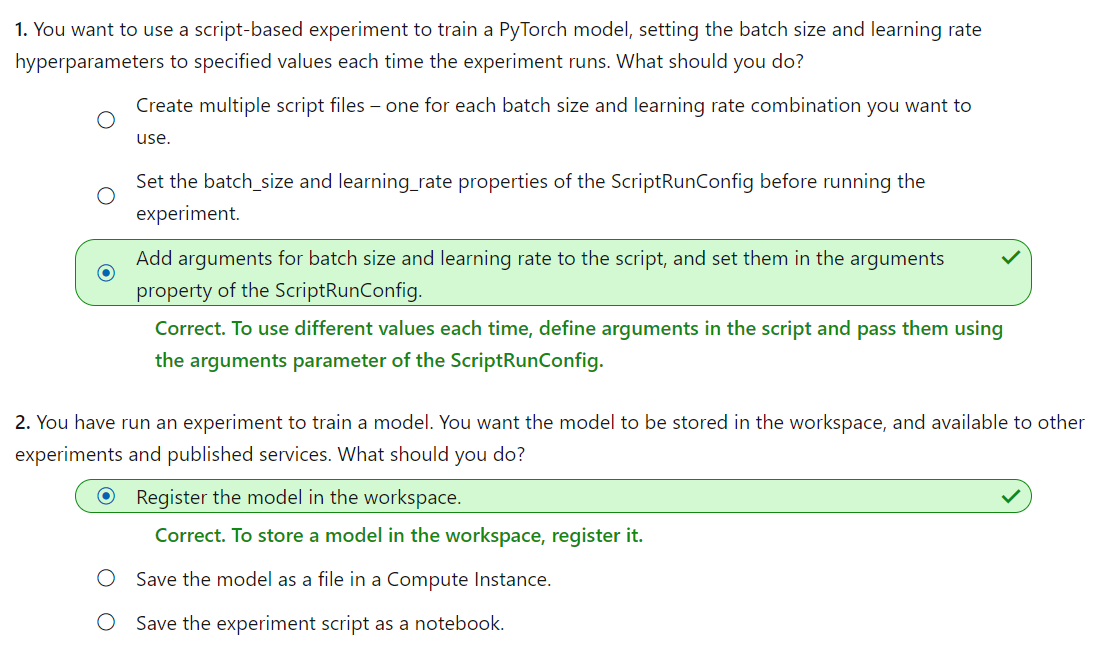 1. You want to use a script-based experiment to train a PyTorch model, setting the batch size and learning rate
hyperparameters to specified values each time the experiment runs. What should you do?
Create multiple script files – one for each batch size and learning rate combination you want to
use.
Set the batch_size and learning_rate properties of the ScriptRunConfig before running the
experiment.
Add arguments for batch size and learning rate to the script, and set them in the arguments
property of the ScriptRunConfig.
Correct. To use different values each time, define arguments in the script and pass them using
the arguments parameter of the ScriptRunConfig.
2. You have run an experiment to train a model. You want the model to be stored in the workspace, and available to other
experiments and published services. What should you do?
Register the model in the workspace.
Correct. To store a model in the workspace, register it.
Save the model as a file in a Compute Instance.
Save the experiment script as a notebook.